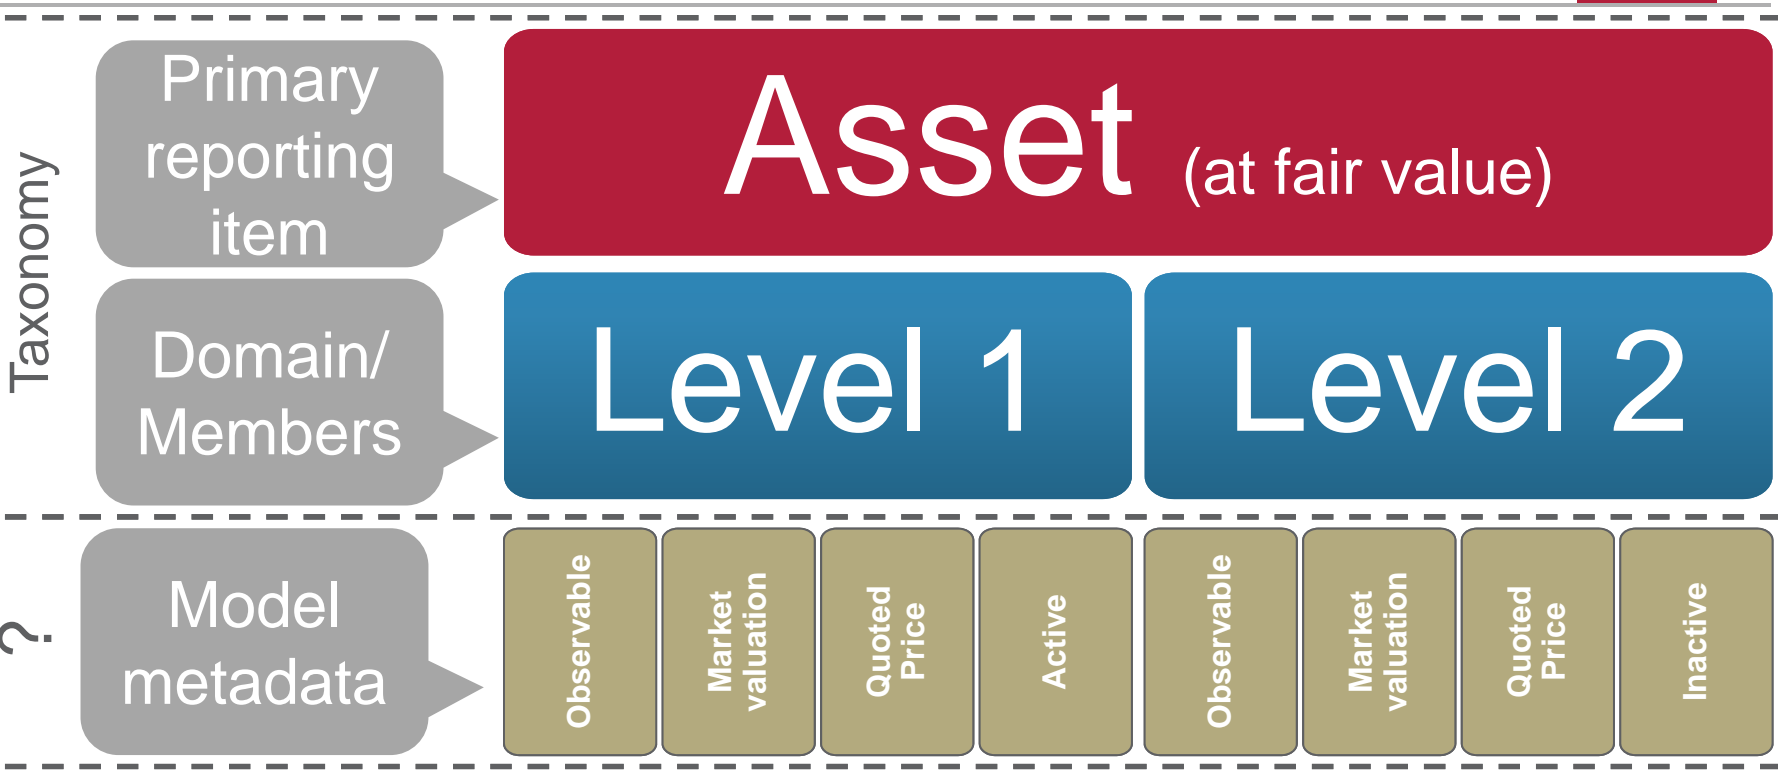 Taxonomy
Primary
reporting
item
Asset (at fair value)
Domain/
Members
Level 1
Level 2
?
Model
metadata
Observable
Market
valuation
Quoted
Price
Active
Observable
Market
valuation
Quoted
Price
Inactive